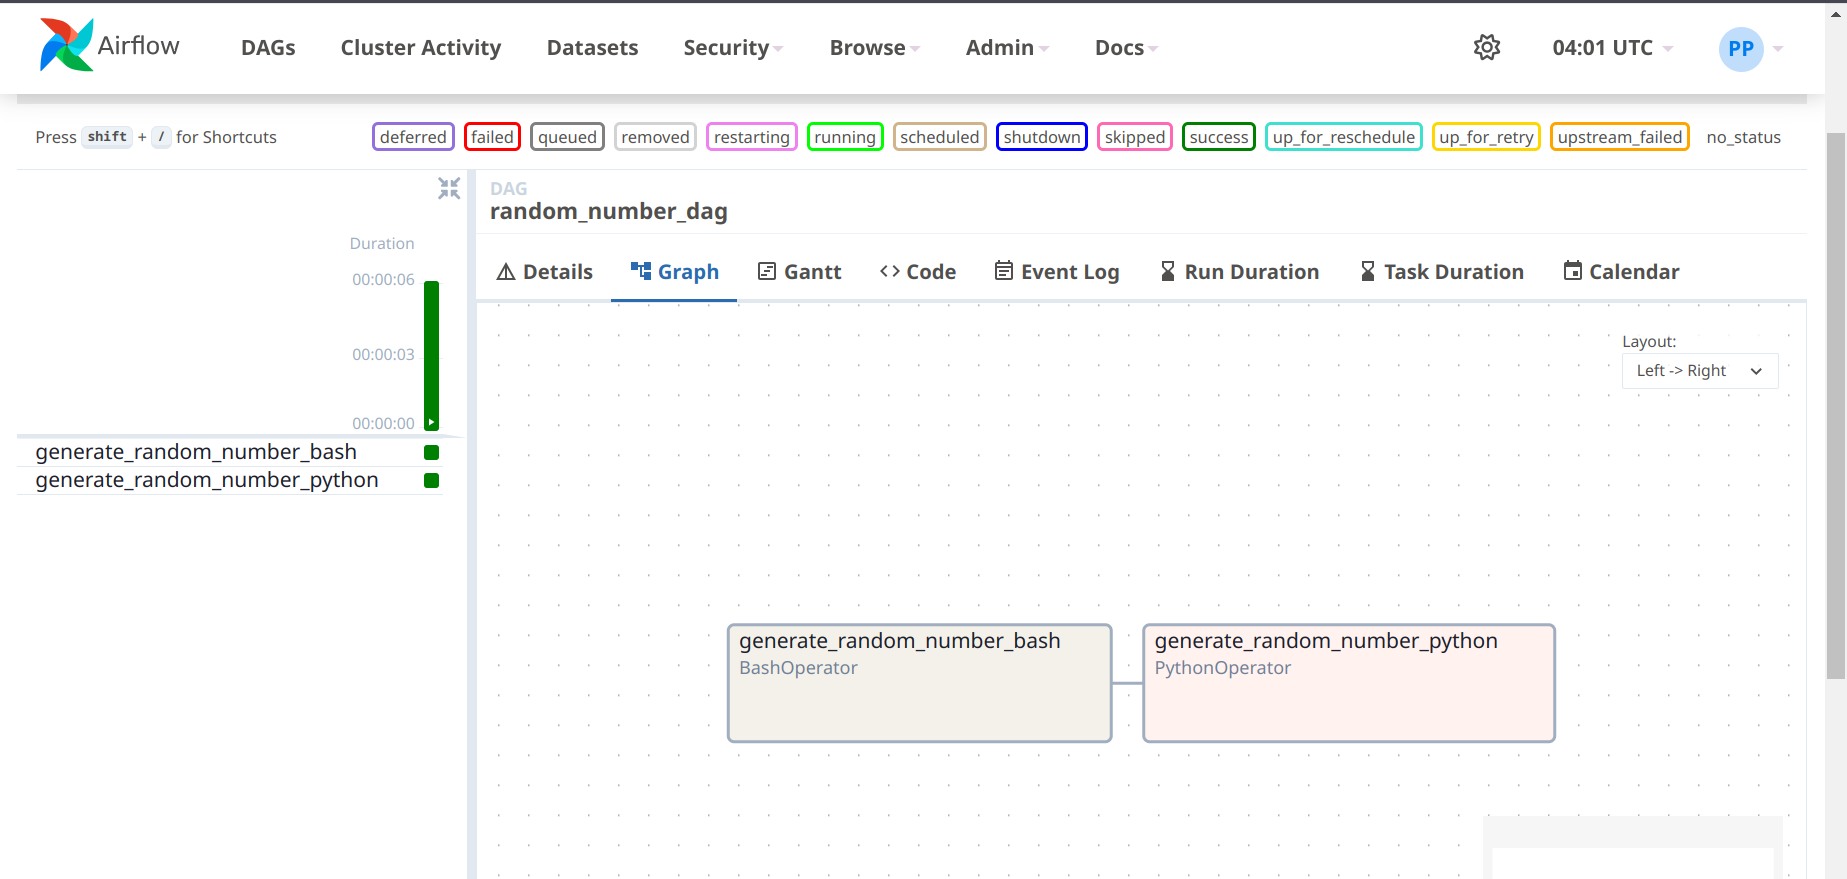 Airflow DAGs Cluster Activity Datasets Security Browse Admin Docs 04:01 UTC PP
Press shift + / for Shortcuts deferred failed queued removed restarting running scheduled shutdown skipped success up_for_reschedule up_for_retry upstream_failed no_status
DAG
random_number_dag
Duration
00:00:06
00:00:03
00:00:00
generate_random_number_bash
generate_random_number_python
Details Graph Gantt Code Event Log Run Duration Task Duration Calendar
Layout:
Left -> Right
generate_random_number_bash
BashOperator
generate_random_number_python
PythonOperator